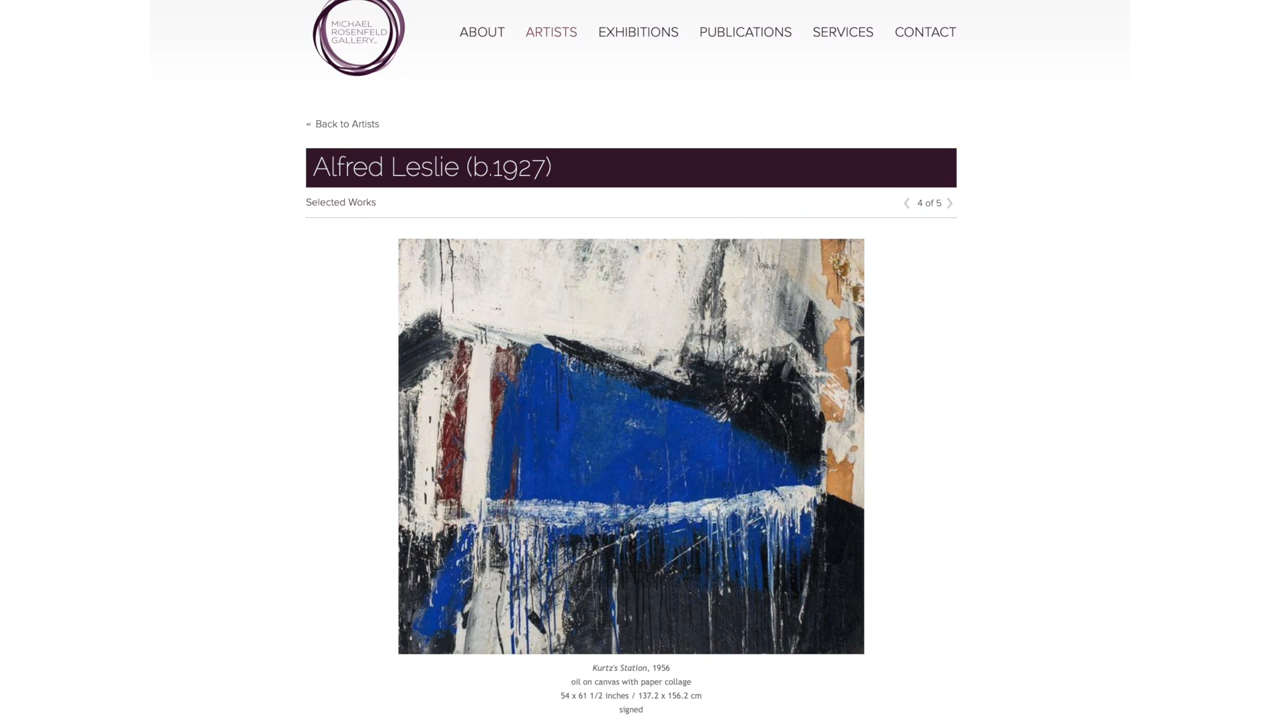 MICHAEL
ROSENFELD
GALLERY
ABOUT ARTISTS EXHIBITIONS PUBLICATIONS SERVICES CONTACT
« Back to Artists
Alfred Leslie (b.1927)
Selected Works
4 of 5
Kurtz's Station, 1956
oil on canvas with paper collage
54 x 61 1/2 inches / 137.2 x 156.2 cm
signed